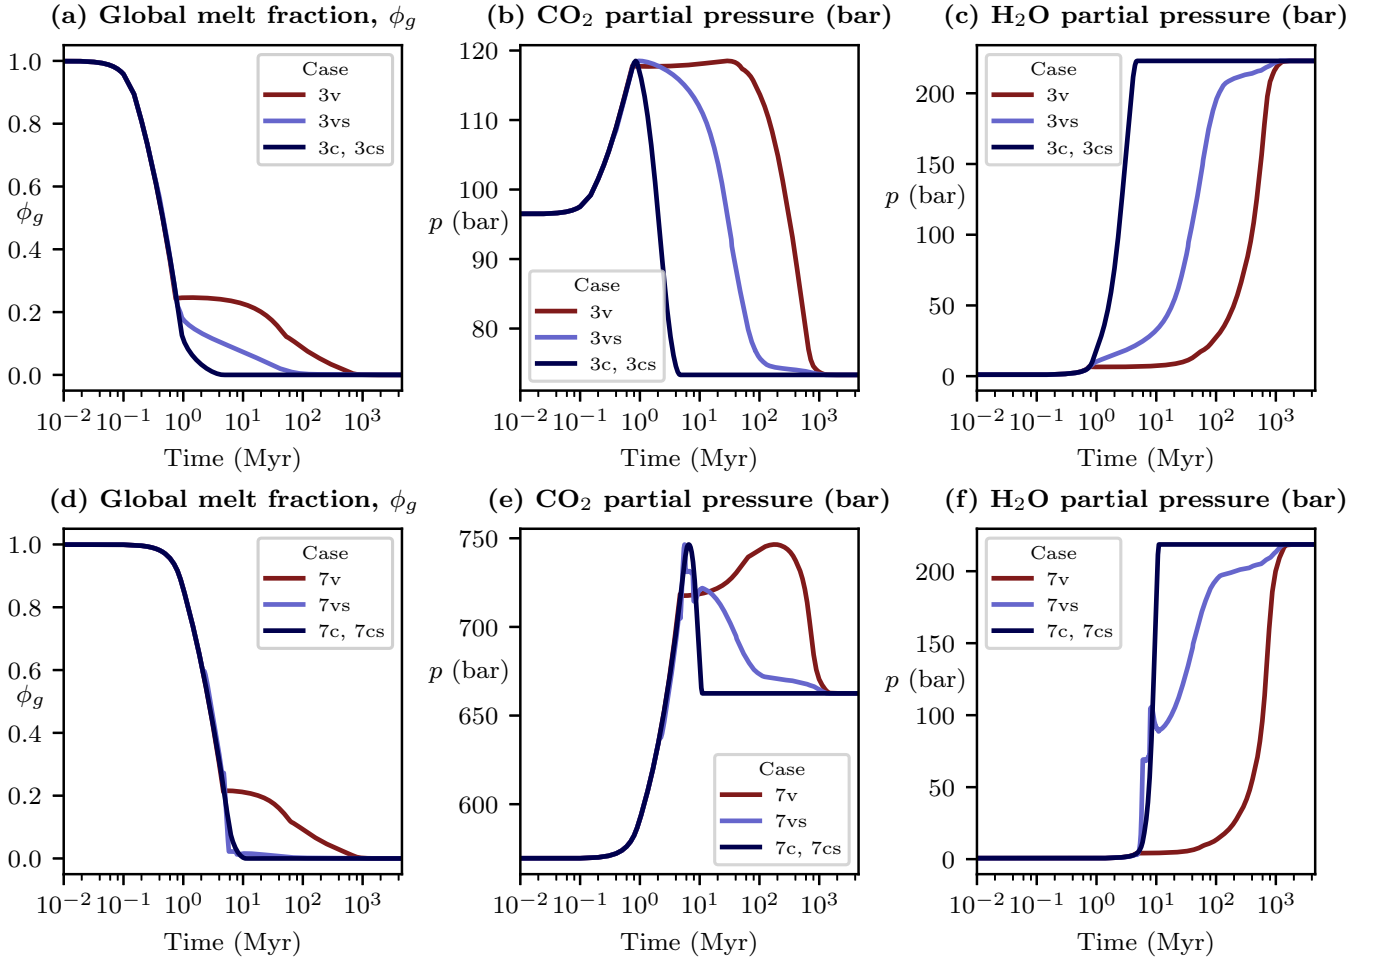 (a) Global melt fraction, ϕg
1.0
0.8
0.6
ϕg
0.4
0.2
0.0
Case
3v
3vs
3c, 3cs
10⁻² 10⁻¹ 10⁰ 10¹ 10² 10³
Time (Myr)
(b) CO₂ partial pressure (bar)
120
110
100
p (bar)
90
80
Case
3v
3vs
3c, 3cs
10⁻² 10⁻¹ 10⁰ 10¹ 10² 10³
Time (Myr)
(c) H₂O partial pressure (bar)
200
150
p (bar)
100
50
0
Case
3v
3vs
3c, 3cs
10⁻² 10⁻¹ 10⁰ 10¹ 10² 10³
Time (Myr)
(d) Global melt fraction, ϕg
1.0
0.8
0.6
ϕg
0.4
0.2
0.0
Case
7v
7vs
7c, 7cs
10⁻² 10⁻¹ 10⁰ 10¹ 10² 10³
Time (Myr)
(e) CO₂ partial pressure (bar)
750
700
p (bar)
650
600
Case
7v
7vs
7c, 7cs
10⁻² 10⁻¹ 10⁰ 10¹ 10² 10³
Time (Myr)
(f) H₂O partial pressure (bar)
200
150
p (bar)
100
50
0
Case
7v
7vs
7c, 7cs
10⁻² 10⁻¹ 10⁰ 10¹ 10² 10³
Time (Myr)